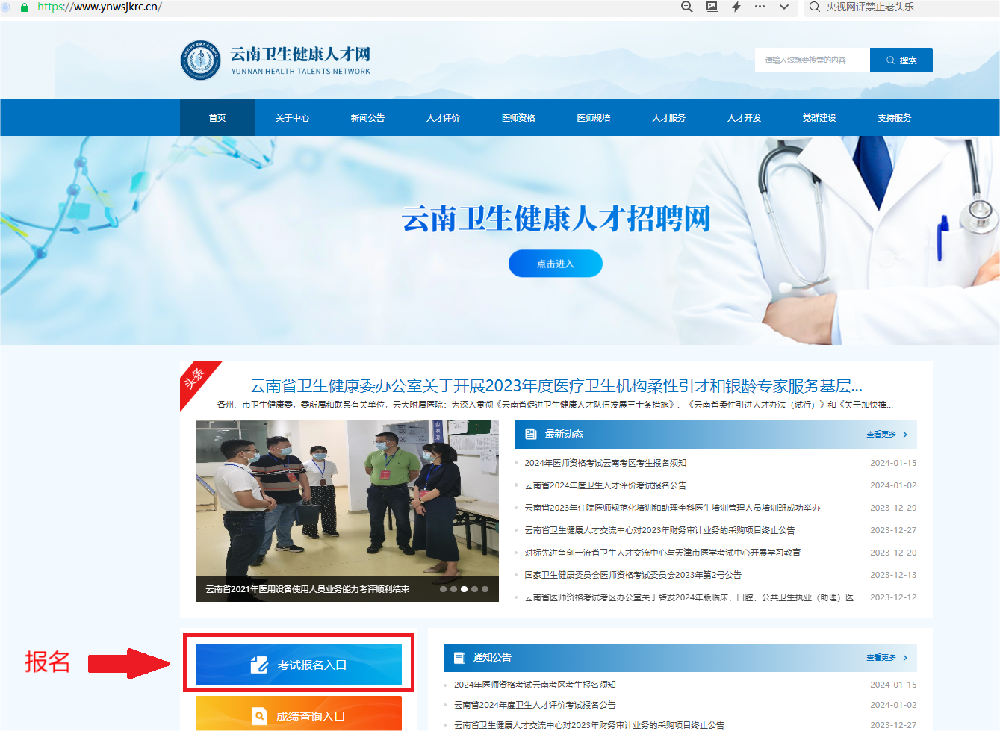 https://www.ynwsjkrc.cn/
央视网评禁止老头乐
云南卫生健康人才网
YUNNAN HEALTH TALENTS NETWORK
请输入您想要搜索的内容
搜索
首页
关于中心
新闻公告
人才评价
医师资格
医师规培
人才服务
人才开发
党群建设
支持服务
云南卫生健康人才招聘网
点击进入
头条
云南省卫生健康委办公室关于开展2023年度医疗卫生机构柔性引才和银龄专家服务基层...
各州、市卫生健康委，委所属和联系有关单位，云大附属医院：为深入贯彻《云南省促进卫生健康人才队伍发展三十条措施》、《云南省柔性引进人才办法（试行）》和《关于加快推...
云南省2021年医用设备使用人员业务能力考评顺利结束
最新动态
查看更多
2024年医师资格考试云南考区考生报名须知 2024-01-15
云南省2024年度卫生人才评价考试报名公告 2024-01-02
云南省2023年住院医师规范化培训和助理全科医生培训管理人员培训班成功举办 2023-12-29
云南省卫生健康人才交流中心对2023年财务审计业务的采购项目终止公告 2023-12-27
对标先进争创一流省卫生人才交流中心与天津市医学考试中心开展学习教育 2023-12-20
国家卫生健康委员会医师资格考试委员会2023年第2号公告 2023-12-13
云南省医师资格考试考区办公室关于转发2024年版临床、口腔、公共卫生执业（助理）医... 2023-12-12
报名
考试报名入口
成绩查询入口
通知公告
查看更多
2024年医师资格考试云南考区考生报名须知 2024-01-15
云南省2024年度卫生人才评价考试报名公告 2024-01-02
云南省卫生健康人才交流中心对2023年财务审计业务的采购项目终止公告 2023-12-27